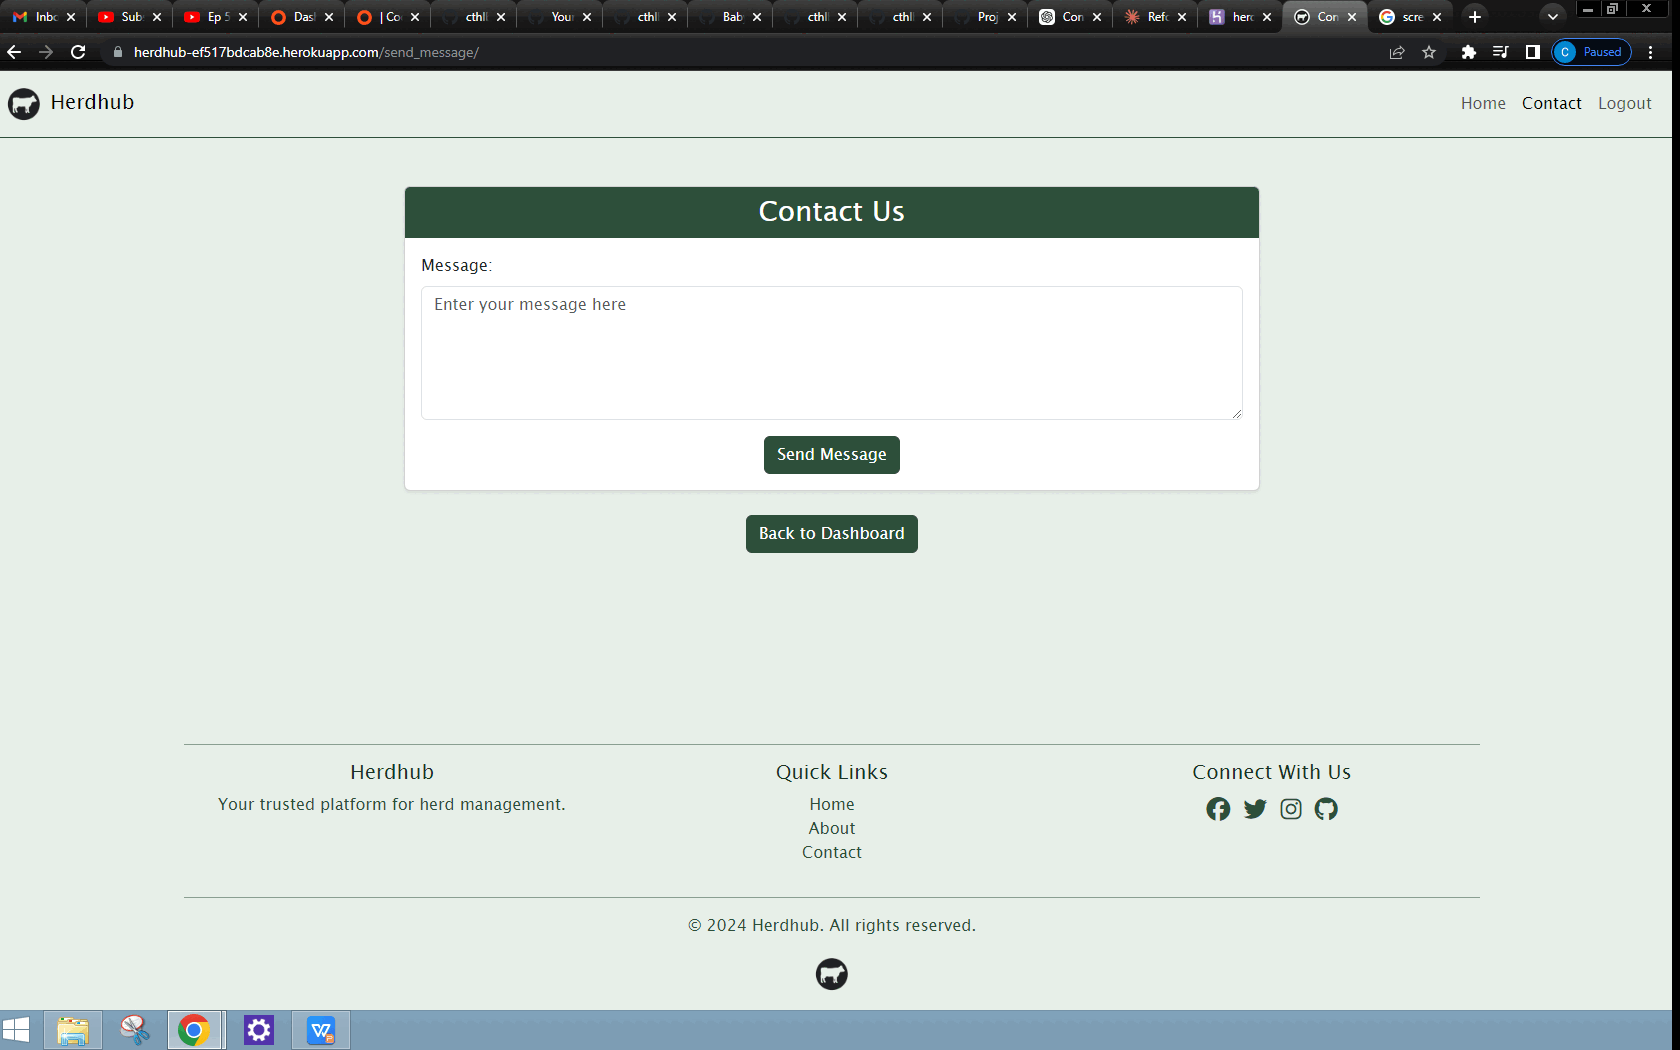 Inbc
Sub
Ep 5
Das
| Co
cthl
You
cthl
Bab
cthl
cthl
Proj
Con
Refc
herc
Con
scre
herdhub-ef517bdcab8e.herokuapp.com/send_message/
C Paused
Herdhub
Home Contact Logout
Contact Us
Message:
Enter your message here
Send Message
Back to Dashboard
Herdhub
Your trusted platform for herd management.
Quick Links
Home
About
Contact
Connect With Us
© 2024 Herdhub. All rights reserved.